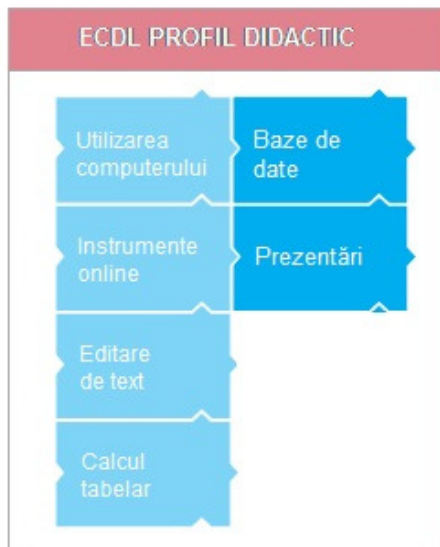 ECDL PROFIL DIDACTIC
Utilizarea
computerului
Baze de
date
Instrumente
online
Prezentări
Editare
de text
Calcul
tabelar